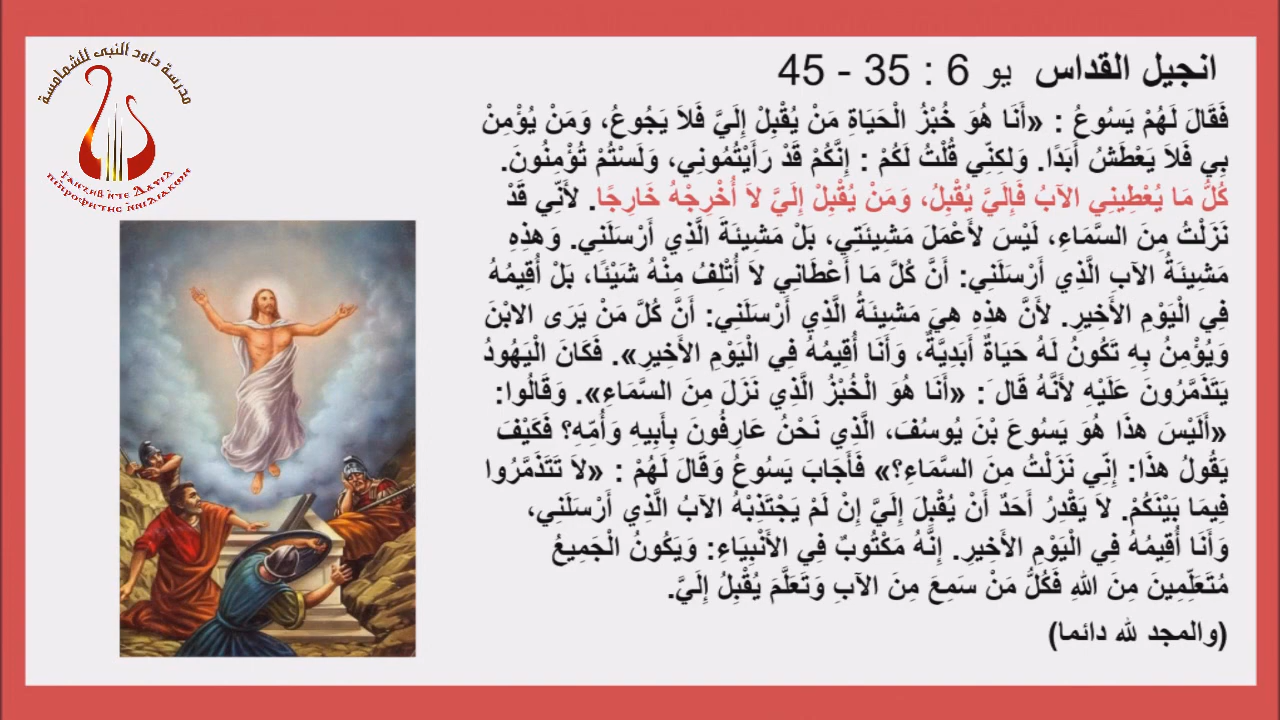 مدرسة داود النبى للشمامسة
انجيل القداس يو 6 : 35 - 45
فَقَالَ لَهُمْ يَسُوعُ : «أَنَا هُوَ خُبْزُ الْحَيَاةِ مَنْ يُقْبِلْ إِلَيَّ فَلاَ يَجُوعُ، وَمَنْ يُؤْمِنْ
بِي فَلاَ يَعْطَشُ أَبَدًا. وَلكِنِّي قُلْتُ لَكُمْ : إِنَّكُمْ قَدْ رَأَيْتُمُونِي، وَلَسْتُمْ تُؤْمِنُونَ.
كُلُّ مَا يُعْطِينِي الآبُ فَإِلَيَّ يُقْبِلُ، وَمَنْ يُقْبِلْ إِلَيَّ لاَ أُخْرِجْهُ خَارِجًا. لأَنِّي قَدْ
نَزَلْتُ مِنَ السَّمَاءِ، لَيْسَ لأَعْمَلَ مَشِيئَتِي، بَلْ مَشِيئَةَ الَّذِي أَرْسَلَنِي. وَهذِهِ
مَشِيئَةُ الآبِ الَّذِي أَرْسَلَنِي: أَنَّ كُلَّ مَا أَعْطَانِي لاَ أُتْلِفُ مِنْهُ شَيْئًا، بَلْ أُقِيمُهُ
فِي الْيَوْمِ الأَخِيرِ. لأَنَّ هذِهِ هِيَ مَشِيئَةُ الَّذِي أَرْسَلَنِي: أَنَّ كُلَّ مَنْ يَرَى الابْنَ
وَيُؤْمِنُ بِهِ تَكُونُ لَهُ حَيَاةٌ أَبَدِيَّةٌ، وَأَنَا أُقِيمُهُ فِي الْيَوْمِ الأَخِيرِ». فَكَانَ الْيَهُودُ
يَتَذَمَّرُونَ عَلَيْهِ لأَنَّهُ قَالَ َ: «أَنَا هُوَ الْخُبْزُ الَّذِي نَزَلَ مِنَ السَّمَاءِ». وَقَالُوا:
«أَلَيْسَ هذَا هُوَ يَسُوعَ بْنَ يُوسُفَ، الَّذِي نَحْنُ عَارِفُونَ بِأَبِيهِ وَأُمِّهِ؟ فَكَيْفَ
يَقُولُ هذَا: إِنِّي نَزَلْتُ مِنَ السَّمَاءِ؟» فَأَجَابَ يَسُوعُ وَقَالَ لَهُمْ : «لاَ تَتَذَمَّرُوا
فِيمَا بَيْنَكُمْ. لاَ يَقْدِرُ أَحَدٌ أَنْ يُقْبِلَ إِلَيَّ إِنْ لَمْ يَجْتَذِبْهُ الآبُ الَّذِي أَرْسَلَنِي،
وَأَنَا أُقِيمُهُ فِي الْيَوْمِ الأَخِيرِ. إِنَّهُ مَكْتُوبٌ فِي الأَنْبِيَاءِ: وَيَكُونُ الْجَمِيعُ
مُتَعَلِّمِينَ مِنَ اللهِ فَكُلُّ مَنْ سَمِعَ مِنَ الآبِ وَتَعَلَّمَ يُقْبِلُ إِلَيَّ.
(والمجد لله دائما)